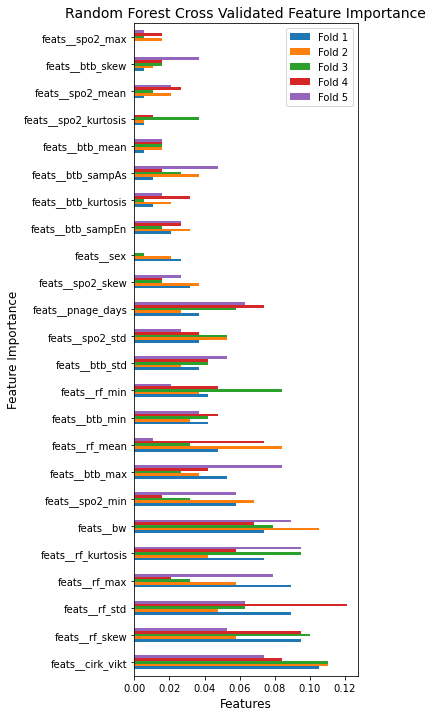 Random Forest Cross Validated Feature Importance
Fold 1
Fold 2
Fold 3
Fold 4
Fold 5
feats__spo2_max
feats__btb_skew
feats__spo2_mean
feats__spo2_kurtosis
feats__btb_mean
feats__btb_sampAs
feats__btb_kurtosis
feats__btb_sampEn
feats__sex
feats__spo2_skew
feats__pnage_days
feats__spo2_std
feats__btb_std
feats__rf_min
feats__btb_min
feats__rf_mean
feats__btb_max
feats__spo2_min
feats__bw
feats__rf_kurtosis
feats__rf_max
feats__rf_std
feats__rf_skew
feats__cirk_vikt
Feature Importance
0.00 0.02 0.04 0.06 0.08 0.10 0.12
Features